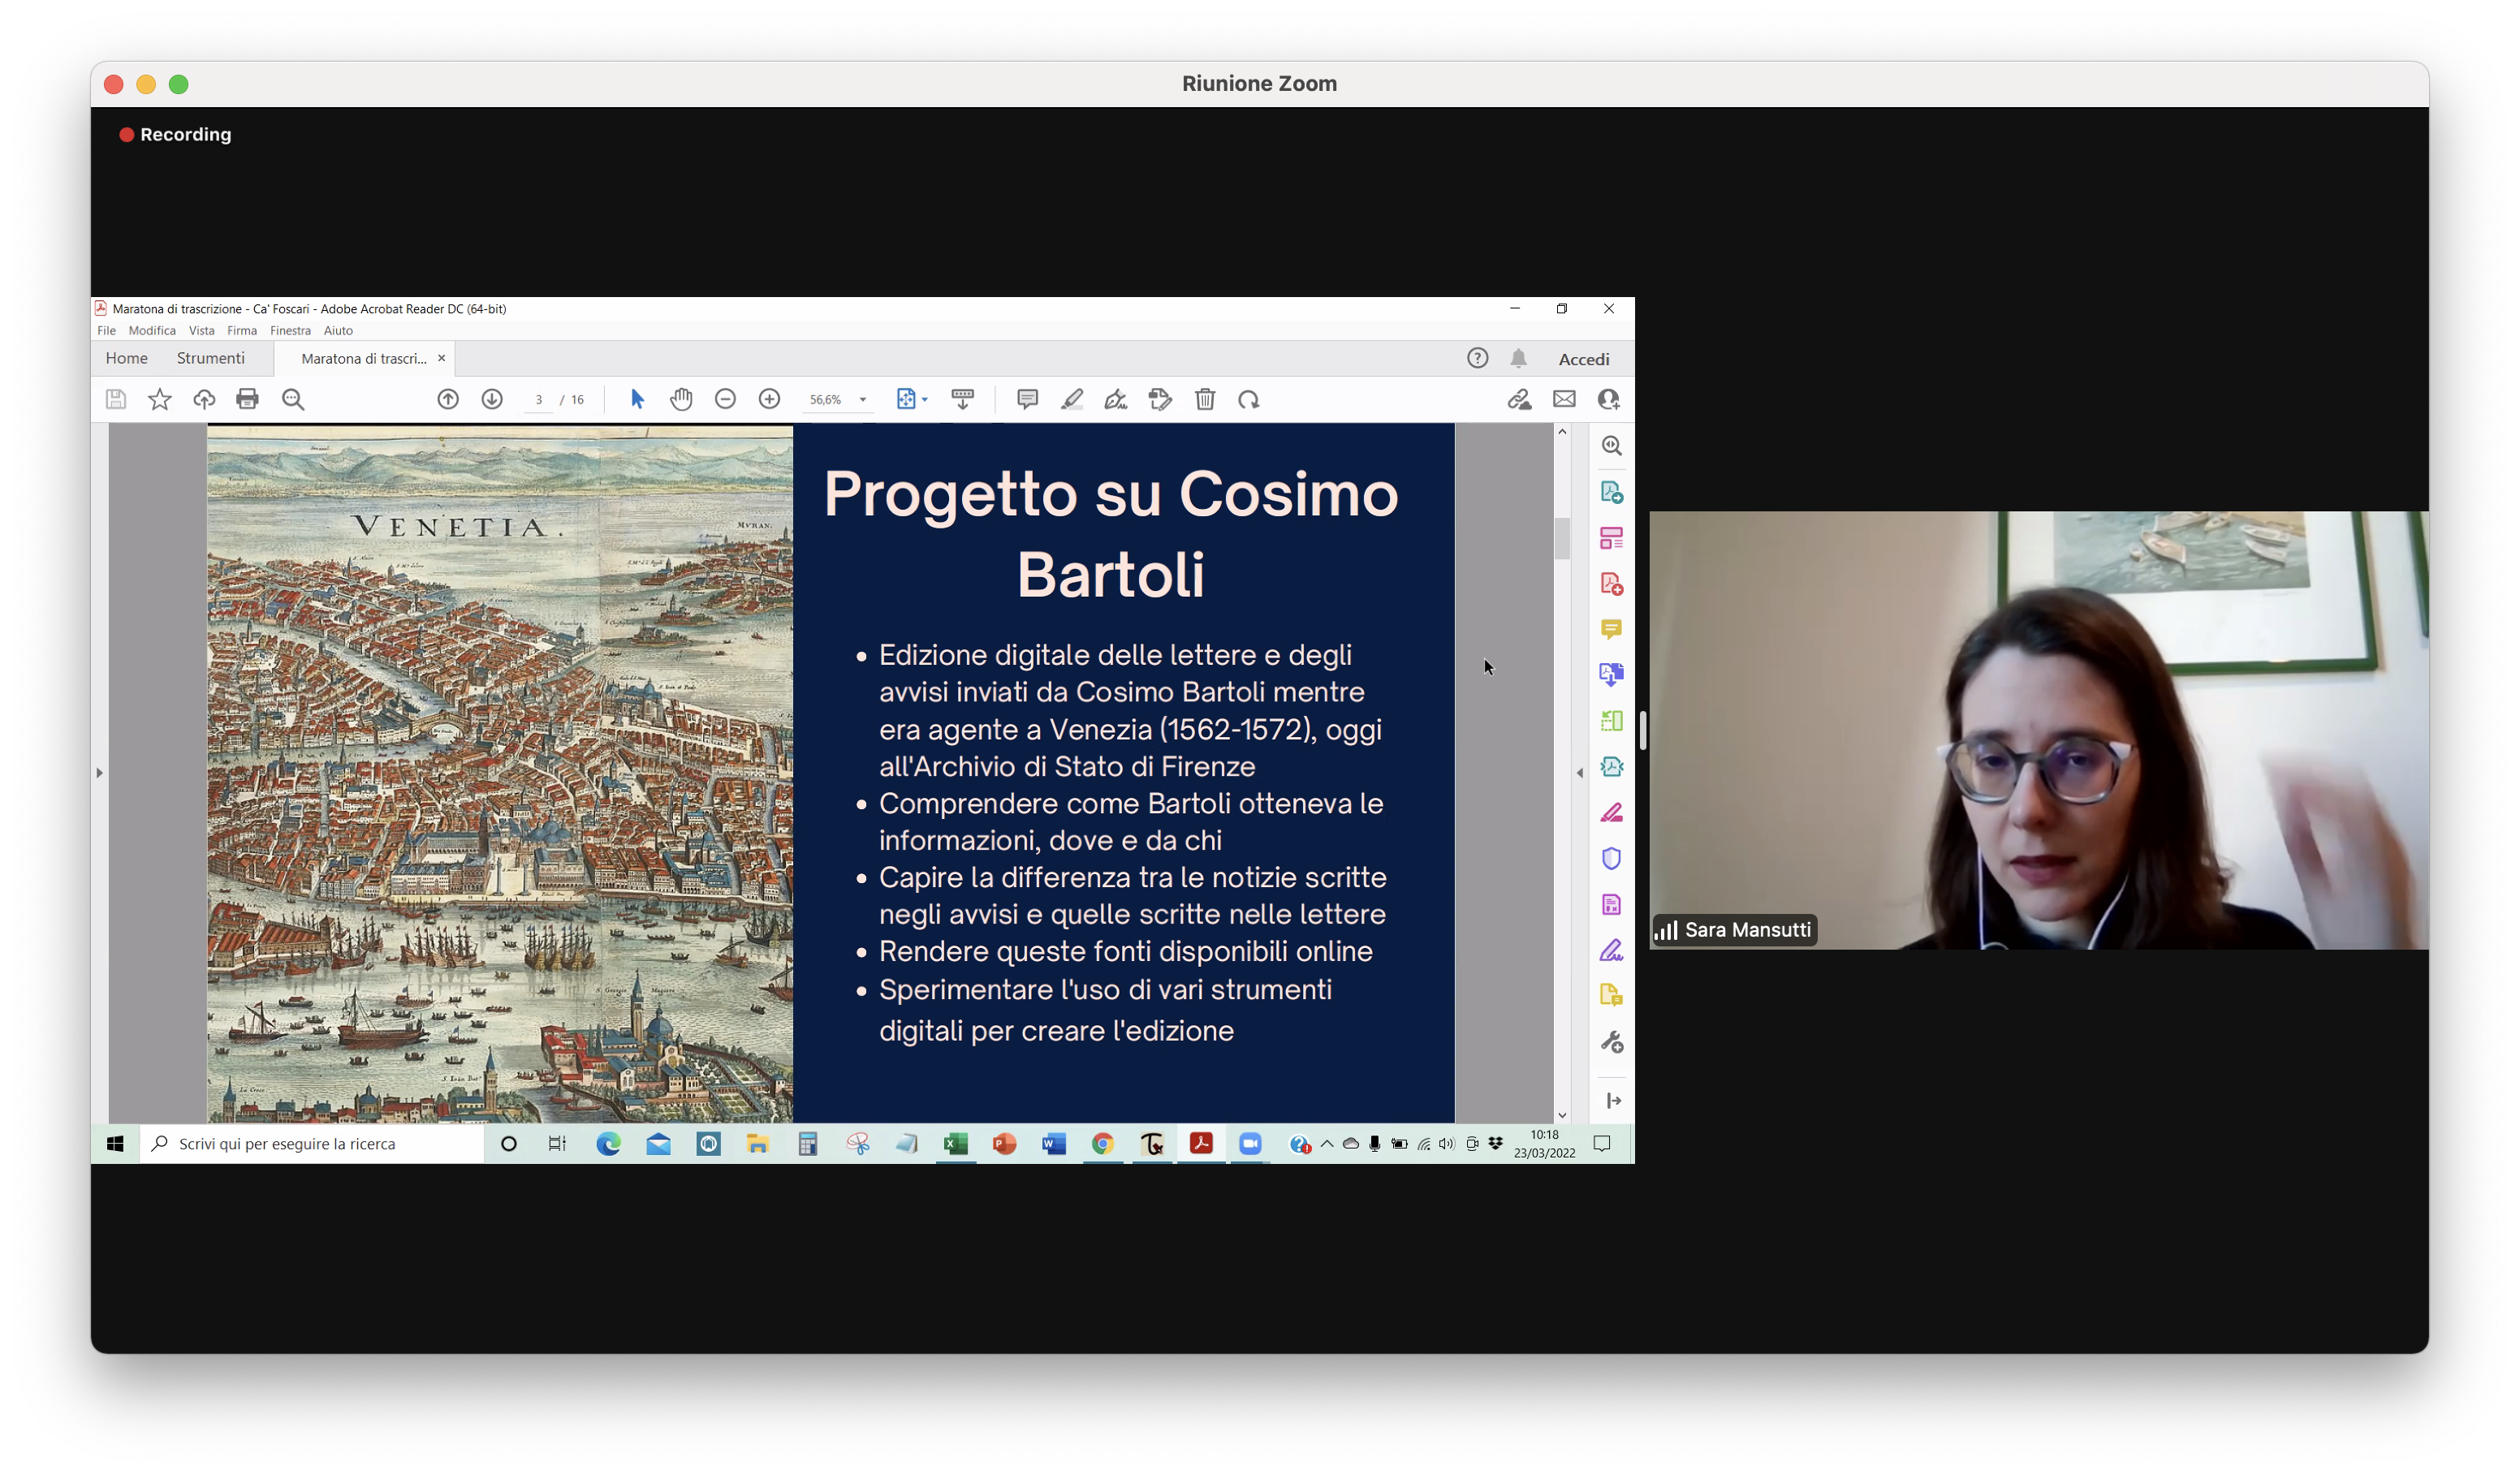 Riunione Zoom
Recording
Maratona di trascrizione - Ca' Foscari - Adobe Acrobat Reader DC (64-bit)
File Modifica Vista Firma Finestra Aiuto
Home Strumenti Maratona di trascri... Accedi
3 / 16 56,6%
VENETIA.
MVRAN.
Progetto su Cosimo
Bartoli
• Edizione digitale delle lettere e degli
avvisi inviati da Cosimo Bartoli mentre
era agente a Venezia (1562-1572), oggi
all'Archivio di Stato di Firenze
• Comprendere come Bartoli otteneva le
informazioni, dove e da chi
• Capire la differenza tra le notizie scritte
negli avvisi e quelle scritte nelle lettere
• Rendere queste fonti disponibili online
• Sperimentare l'uso di vari strumenti
digitali per creare l'edizione
Sara Mansutti
Scrivi qui per eseguire la ricerca
10:18
23/03/2022